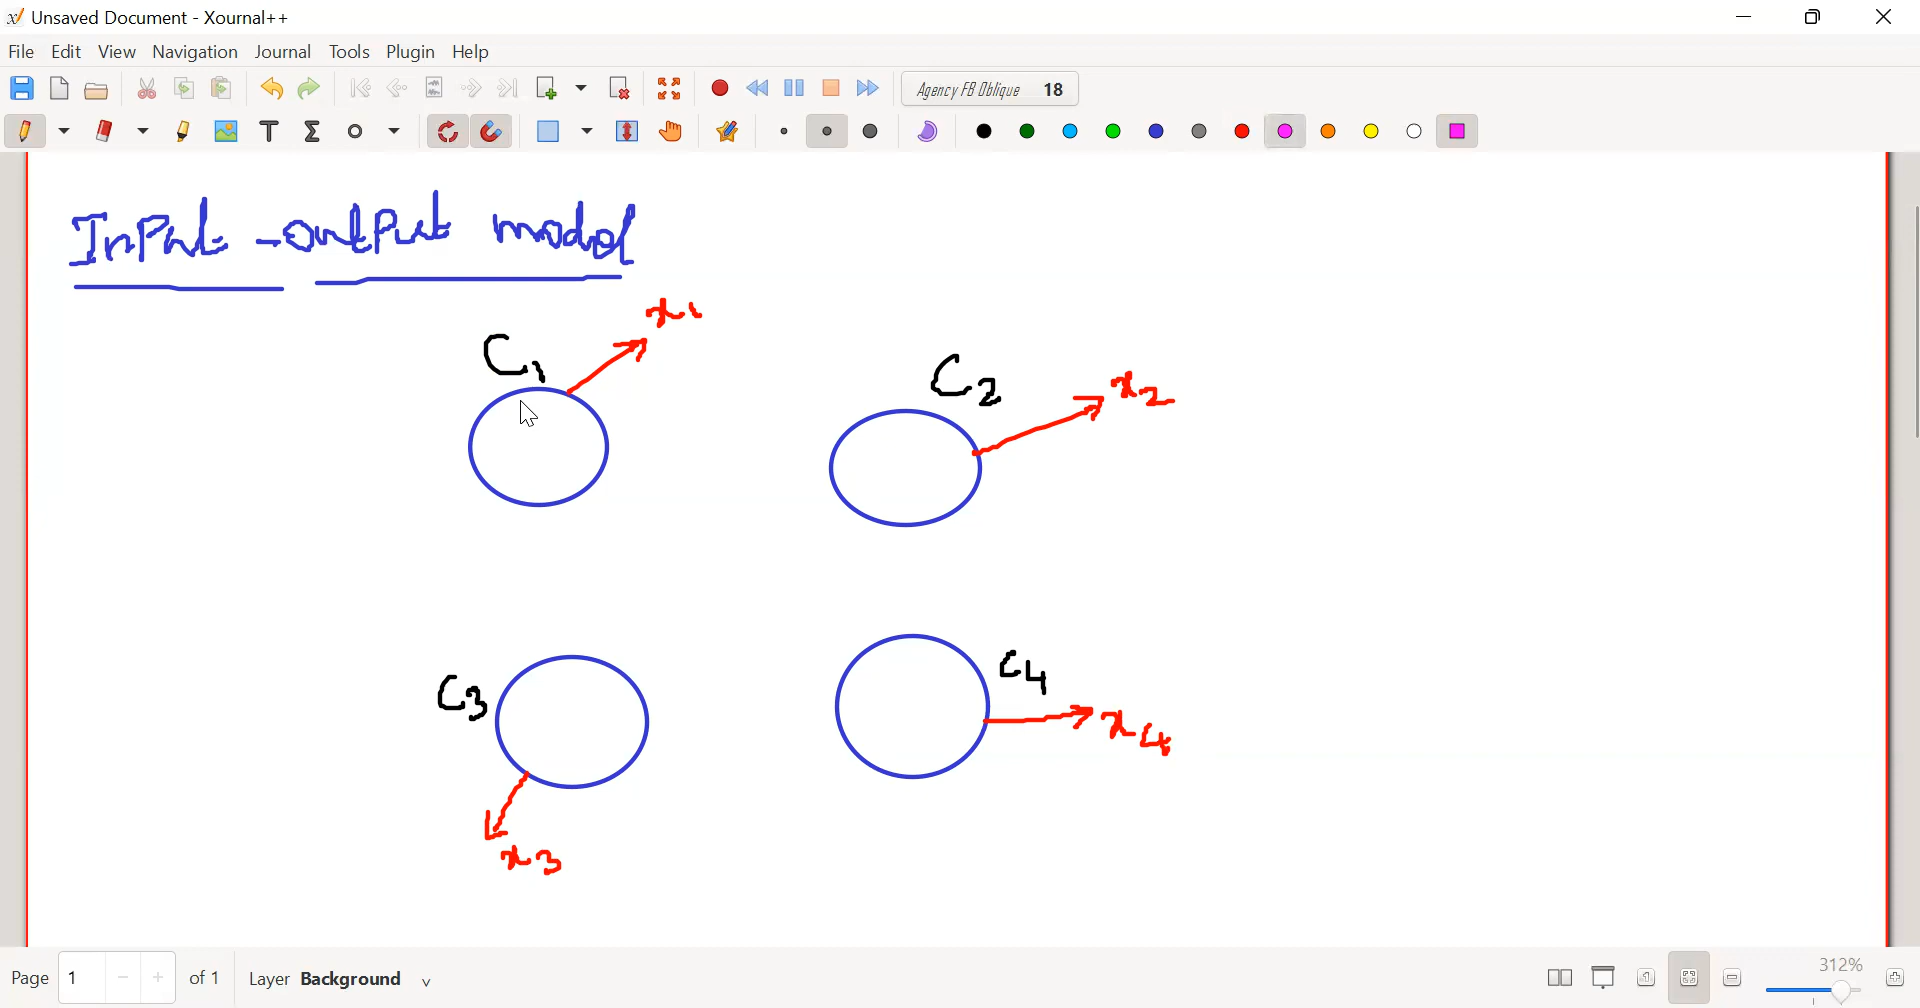 Unsaved Document - Xournal++
File Edit View Navigation Journal Tools Plugin Help
Agency FB Oblique 18
InPut - outPut model
C1
x1
C2
x2
C3
x3
C4
x4
Page 1 of 1 Layer Background
312%